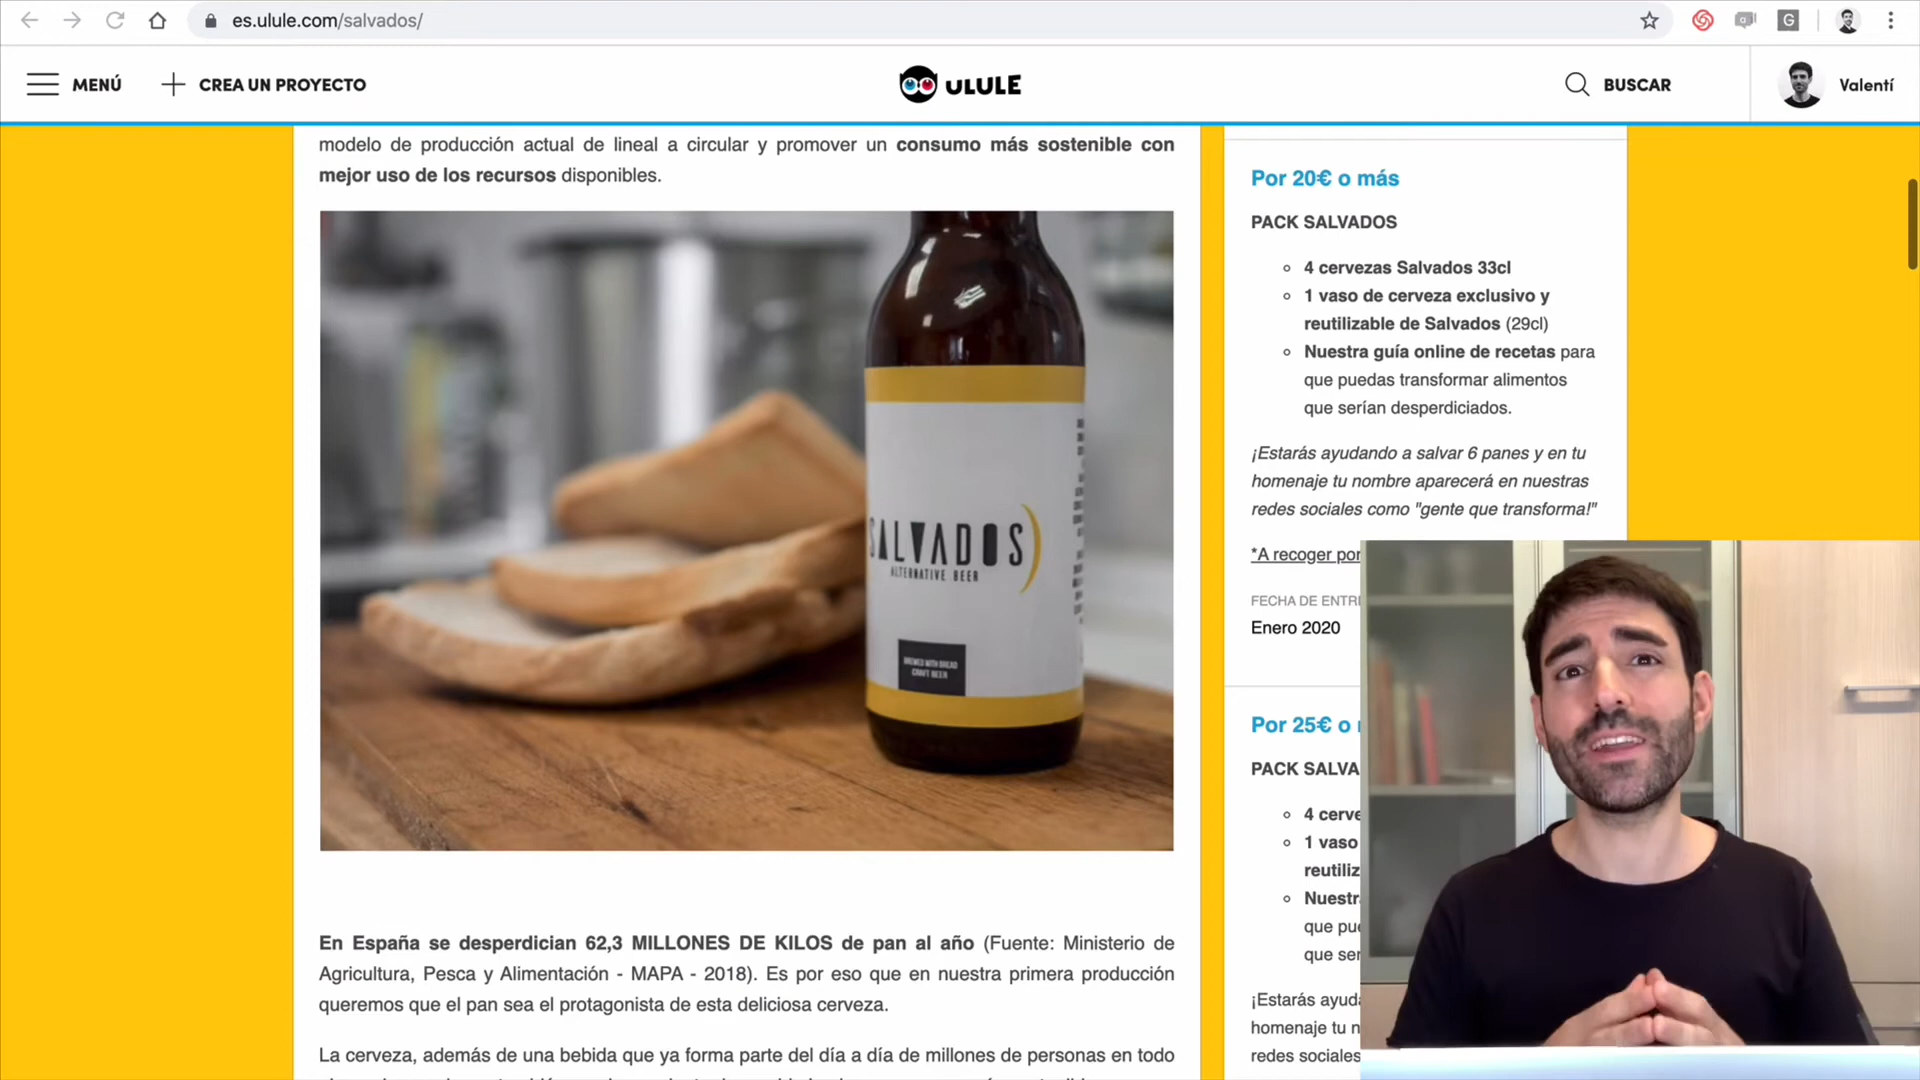 es.ulule.com/salvados/
MENÚ
CREA UN PROYECTO
ULULE
BUSCAR
Valentí
modelo de producción actual de lineal a circular y promover un consumo más sostenible con
mejor uso de los recursos disponibles.
SALVADOS
ALTERNATIVE BEER
BREWED WITH BREAD
CRAFT BEER
En España se desperdician 62,3 MILLONES DE KILOS de pan al año (Fuente: Ministerio de
Agricultura, Pesca y Alimentación - MAPA - 2018). Es por eso que en nuestra primera producción
queremos que el pan sea el protagonista de esta deliciosa cerveza.
La cerveza, además de una bebida que ya forma parte del día a día de millones de personas en todo
Por 20€ o más
PACK SALVADOS
4 cervezas Salvados 33cl
1 vaso de cerveza exclusivo y
reutilizable de Salvados (29cl)
Nuestra guía online de recetas para
que puedas transformar alimentos
que serían desperdiciados.
¡Estarás ayudando a salvar 6 panes y en tu
homenaje tu nombre aparecerá en nuestras
redes sociales como "gente que transforma!"
*A recoger por
FECHA DE ENTR
Enero 2020
Por 25€ o
PACK SALVA
4 cerve
1 vaso
reutiliz
Nuestr
que pue
que ser
¡Estarás ayuda
homenaje tu n
redes sociales